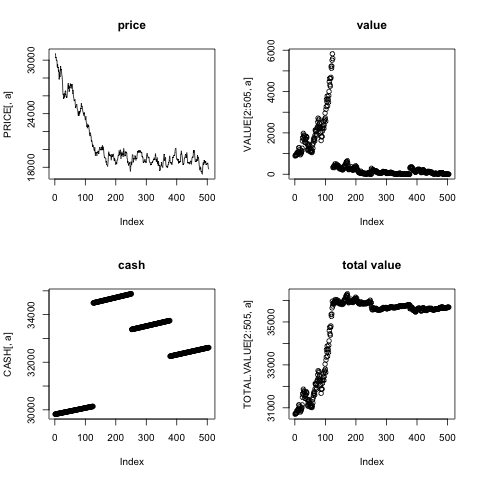 price
PRICE[, a]
30000
24000
18000
0 100 200 300 400 500
Index
value
VALUE[2:505, a]
6000
4000
2000
0
0 100 200 300 400 500
Index
cash
CASH[, a]
34000
32000
30000
0 100 200 300 400 500
Index
total value
TOTAL.VALUE[2:505, a]
35000
33000
31000
0 100 200 300 400 500
Index